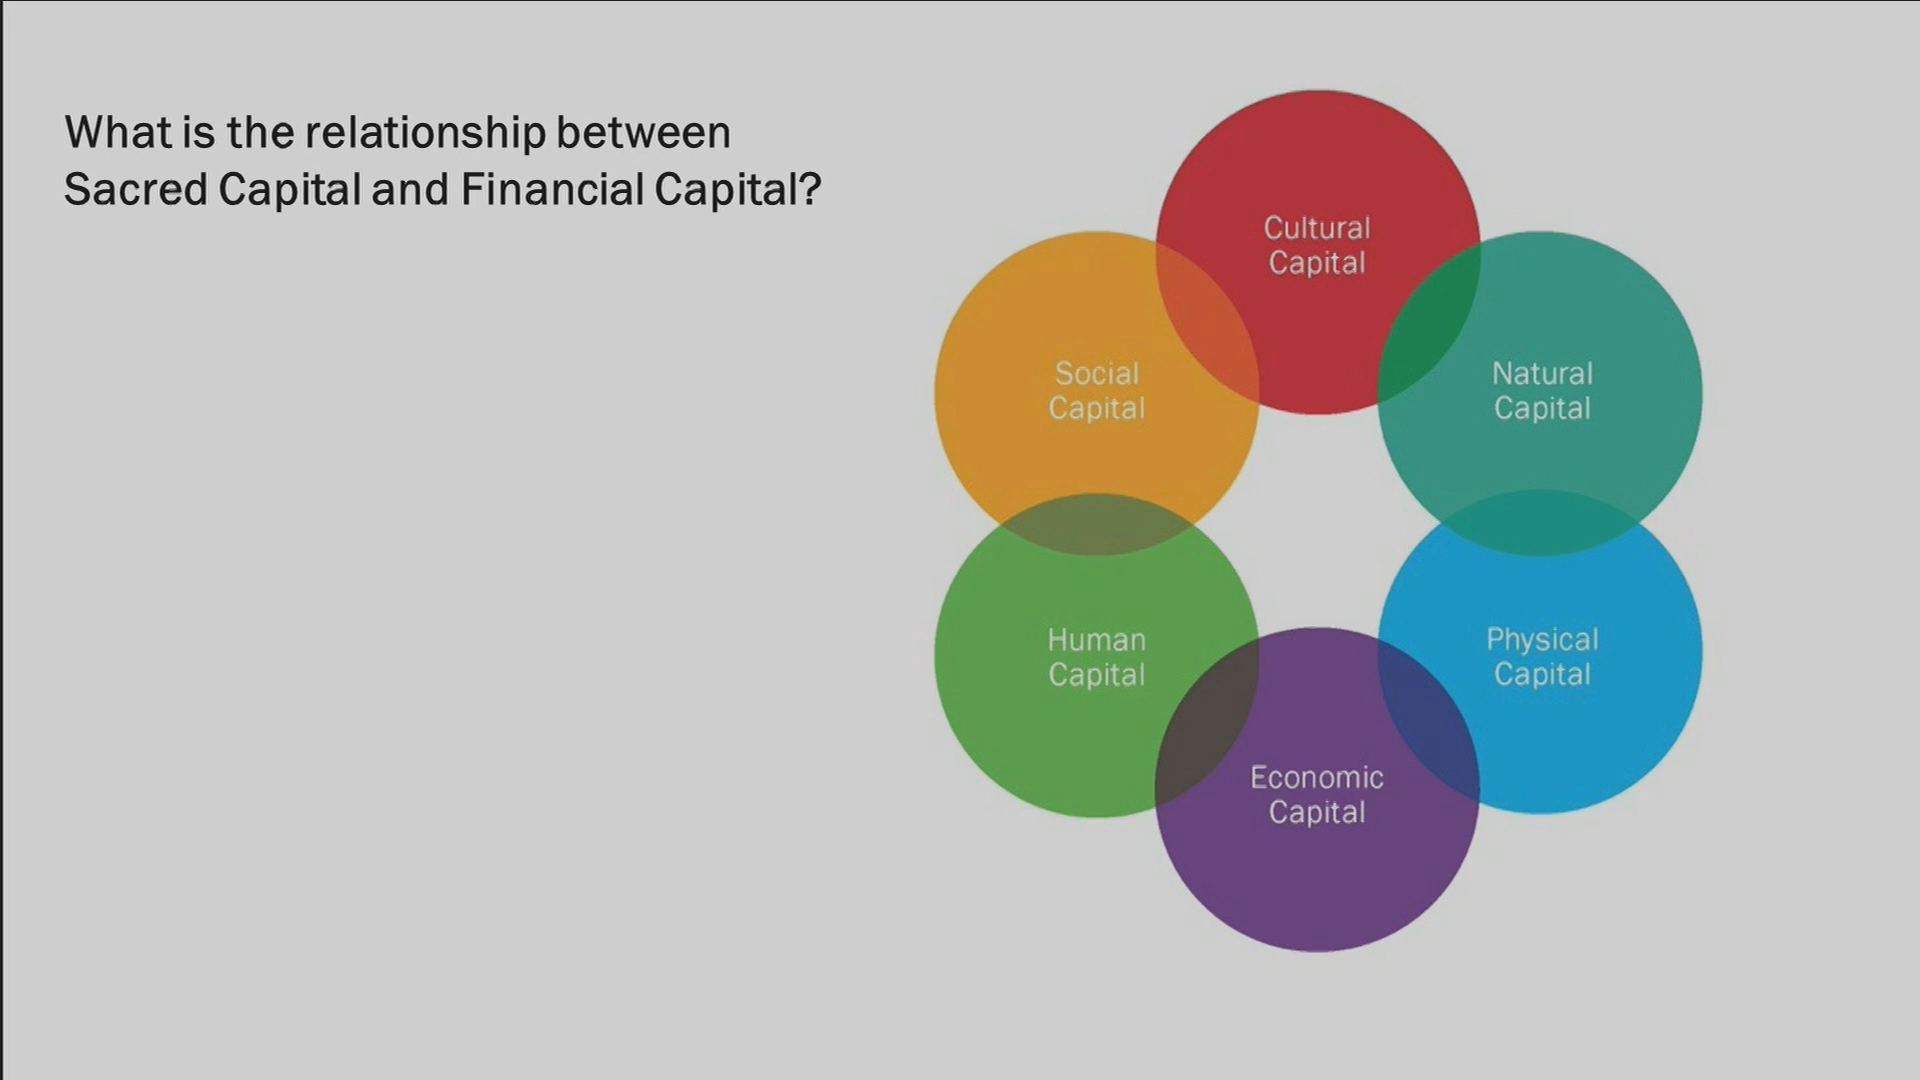 What is the relationship between
Sacred Capital and Financial Capital?
Cultural
Capital
Social
Capital
Natural
Capital
Human
Capital
Physical
Capital
Economic
Capital